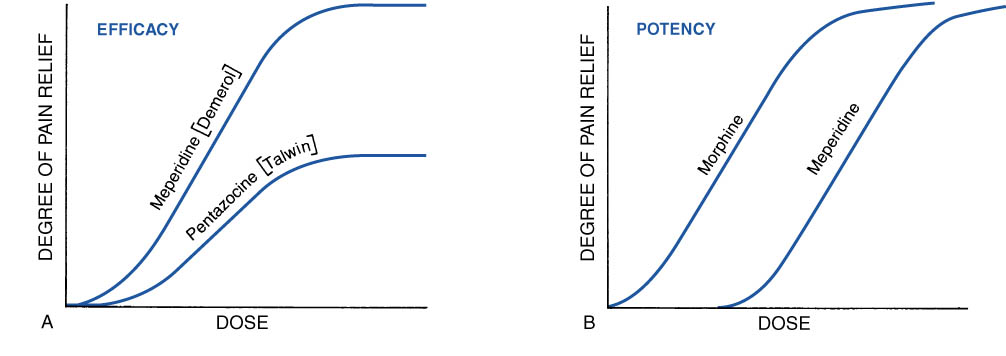 EFFICACY
DEGREE OF PAIN RELIEF
Meperidine [Demerol]
Pentazocine [Talwin]
A
DOSE
POTENCY
DEGREE OF PAIN RELIEF
Morphine
Meperidine
B
DOSE